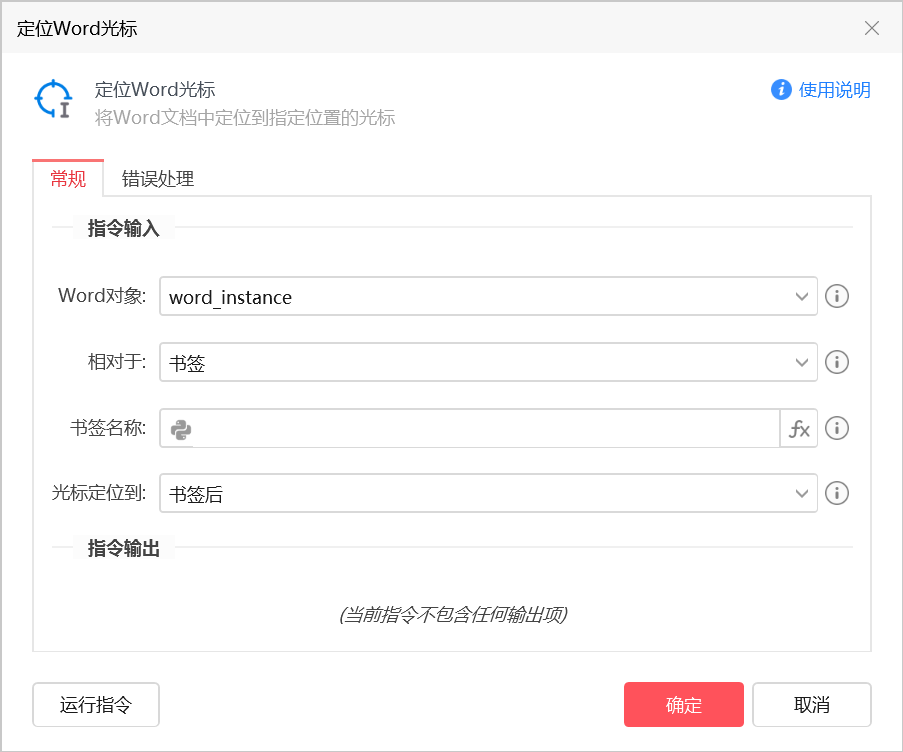 定位Word光标
定位Word光标
使用说明
将Word文档中定位到指定位置的光标
常规
错误处理
指令输入
Word对象: word_instance
相对于: 书签
书签名称: fx
光标定位到: 书签后
指令输出
(当前指令不包含任何输出项)
运行指令
确定
取消